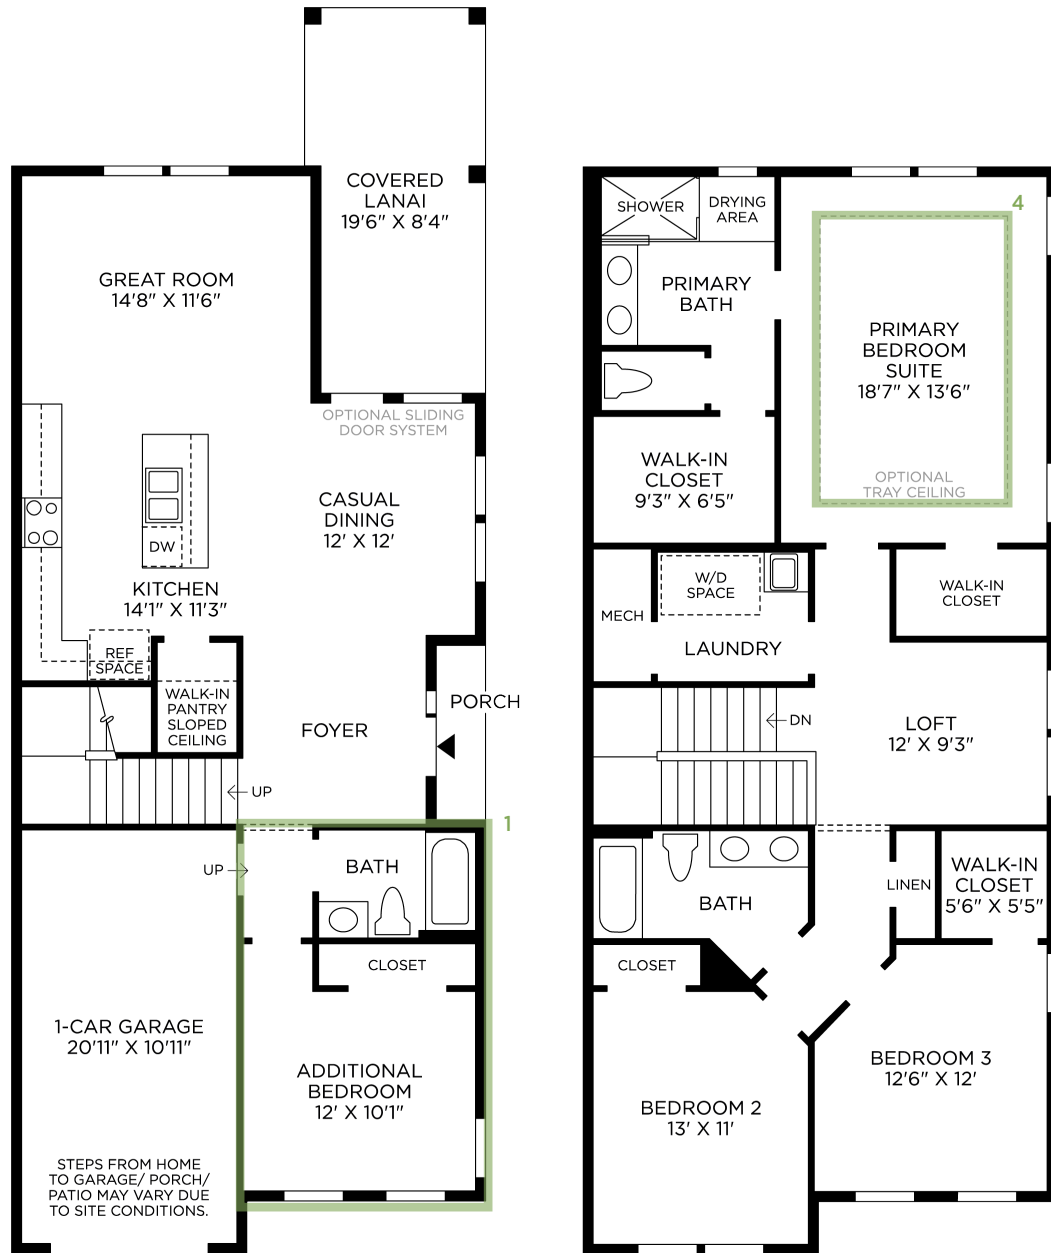 COVERED
LANAI
19'6" X 8'4"
GREAT ROOM
14'8" X 11'6"
OPTIONAL SLIDING
DOOR SYSTEM
CASUAL
DINING
12' X 12'
DW
KITCHEN
14'1" X 11'3"
REF
SPACE
WALK-IN
PANTRY
SLOPED
CEILING
FOYER
PORCH
UP
1
UP
BATH
CLOSET
1-CAR GARAGE
20'11" X 10'11"
ADDITIONAL
BEDROOM
12' X 10'1"
STEPS FROM HOME
TO GARAGE/ PORCH/
PATIO MAY VARY DUE
TO SITE CONDITIONS.
SHOWER
DRYING
AREA
4
PRIMARY
BATH
PRIMARY
BEDROOM
SUITE
18'7" X 13'6"
OPTIONAL
TRAY CEILING
WALK-IN
CLOSET
9'3" X 6'5"
W/D
SPACE
MECH
LAUNDRY
WALK-IN
CLOSET
DN
LOFT
12' X 9'3"
BATH
LINEN
WALK-IN
CLOSET
5'6" X 5'5"
CLOSET
BEDROOM 3
12'6" X 12'
BEDROOM 2
13' X 11'